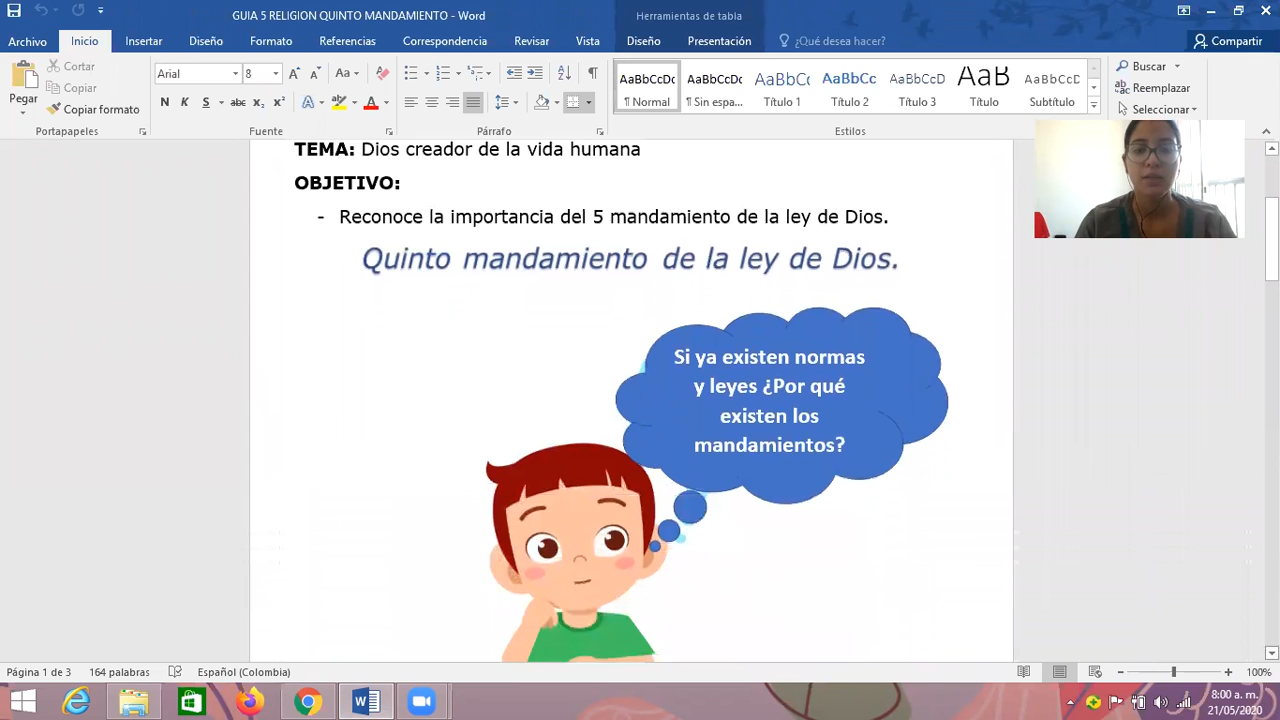 GUIA 5 RELIGION QUINTO MANDAMIENTO - Word
Herramientas de tabla
Archivo Inicio Insertar Diseño Formato Referencias Correspondencia Revisar Vista Diseño Presentación ¿Qué desea hacer? Compartir
Pegar
Cortar
Copiar
Copiar formato
Portapapeles
Arial 8
Aa
N K S abc x₂ x²
A A A
Fuente
Párrafo
AaBbCcDc AaBbCcDc AaBbCc AaBbCc AaBbCcD AaB AaBbCcD
¶ Normal ¶ Sin espa... Título 1 Título 2 Título 3 Título Subtítulo
Estilos
Buscar
Reemplazar
Seleccionar
Edición
TEMA: Dios creador de la vida humana
OBJETIVO:
- Reconoce la importancia del 5 mandamiento de la ley de Dios.
Quinto mandamiento de la ley de Dios.
Si ya existen normas
y leyes ¿Por qué
existen los
mandamientos?
Página 1 de 3 164 palabras Español (Colombia) 100%
8:00 a. m.
21/05/2020